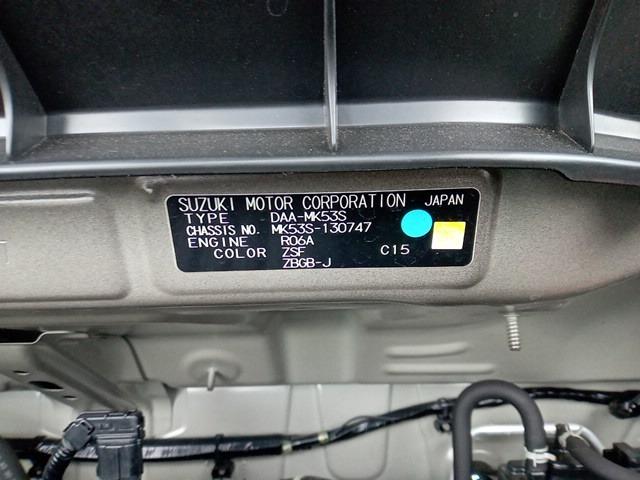 SUZUKI MOTOR CORPORATION JAPAN
TYPE DAA-MK53S
CHASSIS NO. MK53S-130747
ENGINE R06A
COLOR ZSF C15
ZBGB-J